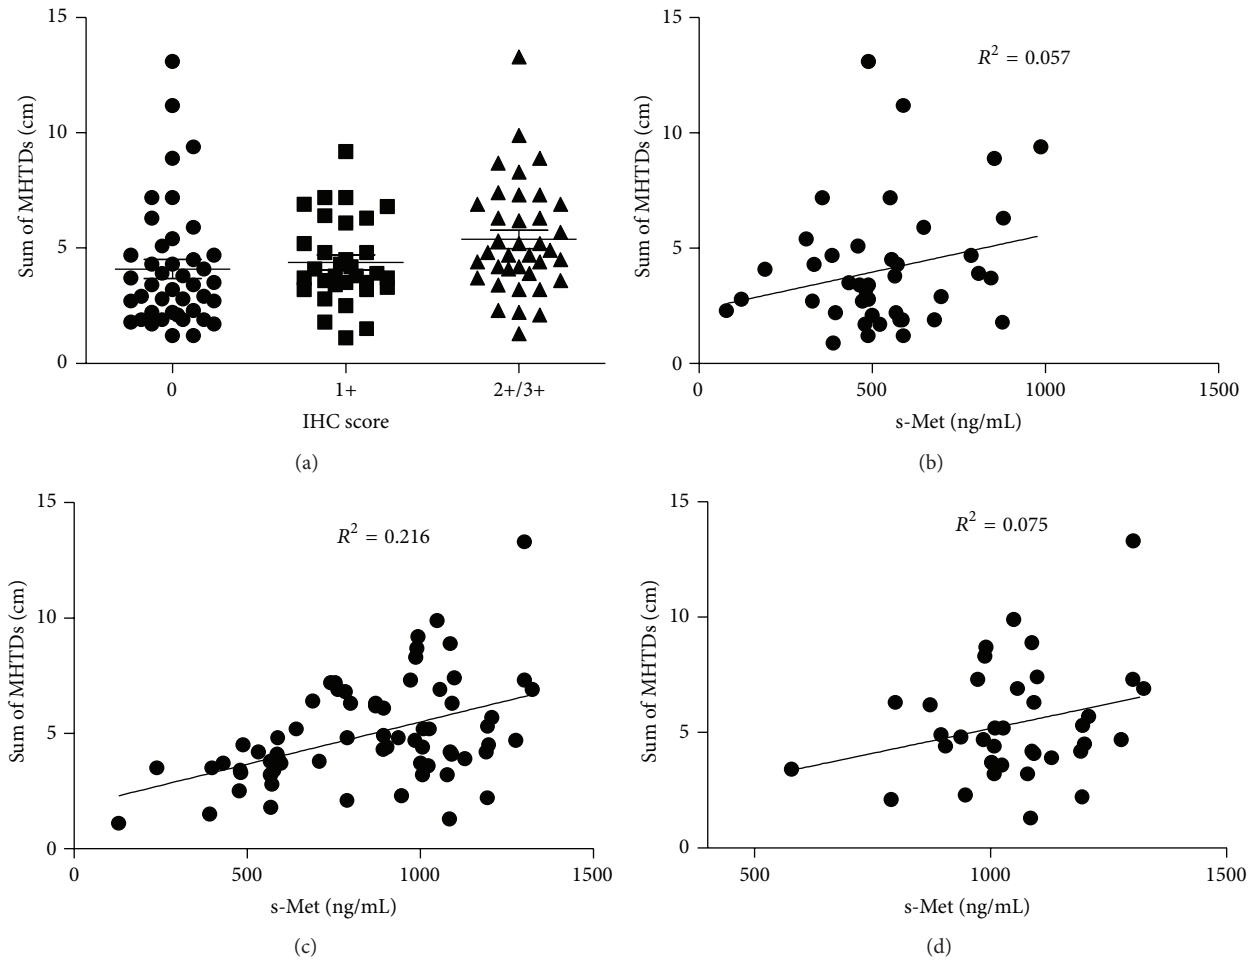 15
10
5
0
Sum of MHTDs (cm)
0
1+
2+/3+
IHC score
(a)
15
10
5
0
Sum of MHTDs (cm)
R² = 0.057
0
500
1000
1500
s-Met (ng/mL)
(b)
15
10
5
0
Sum of MHTDs (cm)
R² = 0.216
0
500
1000
1500
s-Met (ng/mL)
(c)
15
10
5
0
Sum of MHTDs (cm)
R² = 0.075
500
1000
1500
s-Met (ng/mL)
(d)